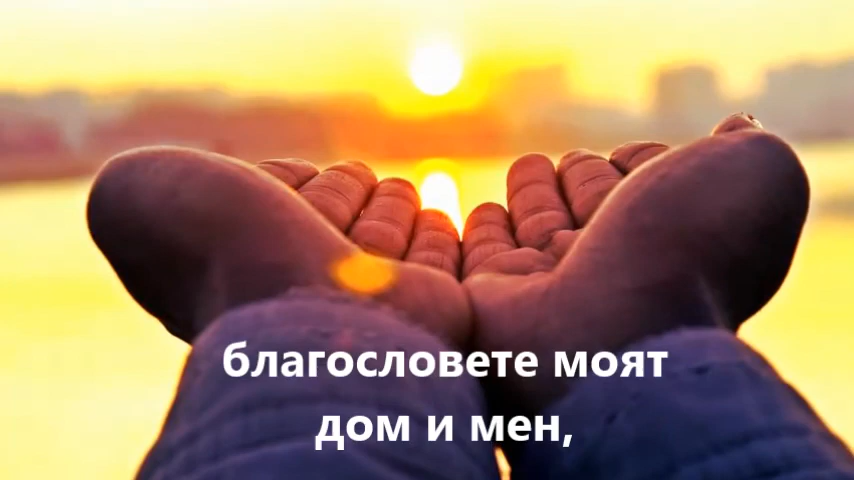 благословете моят
дом и мен,